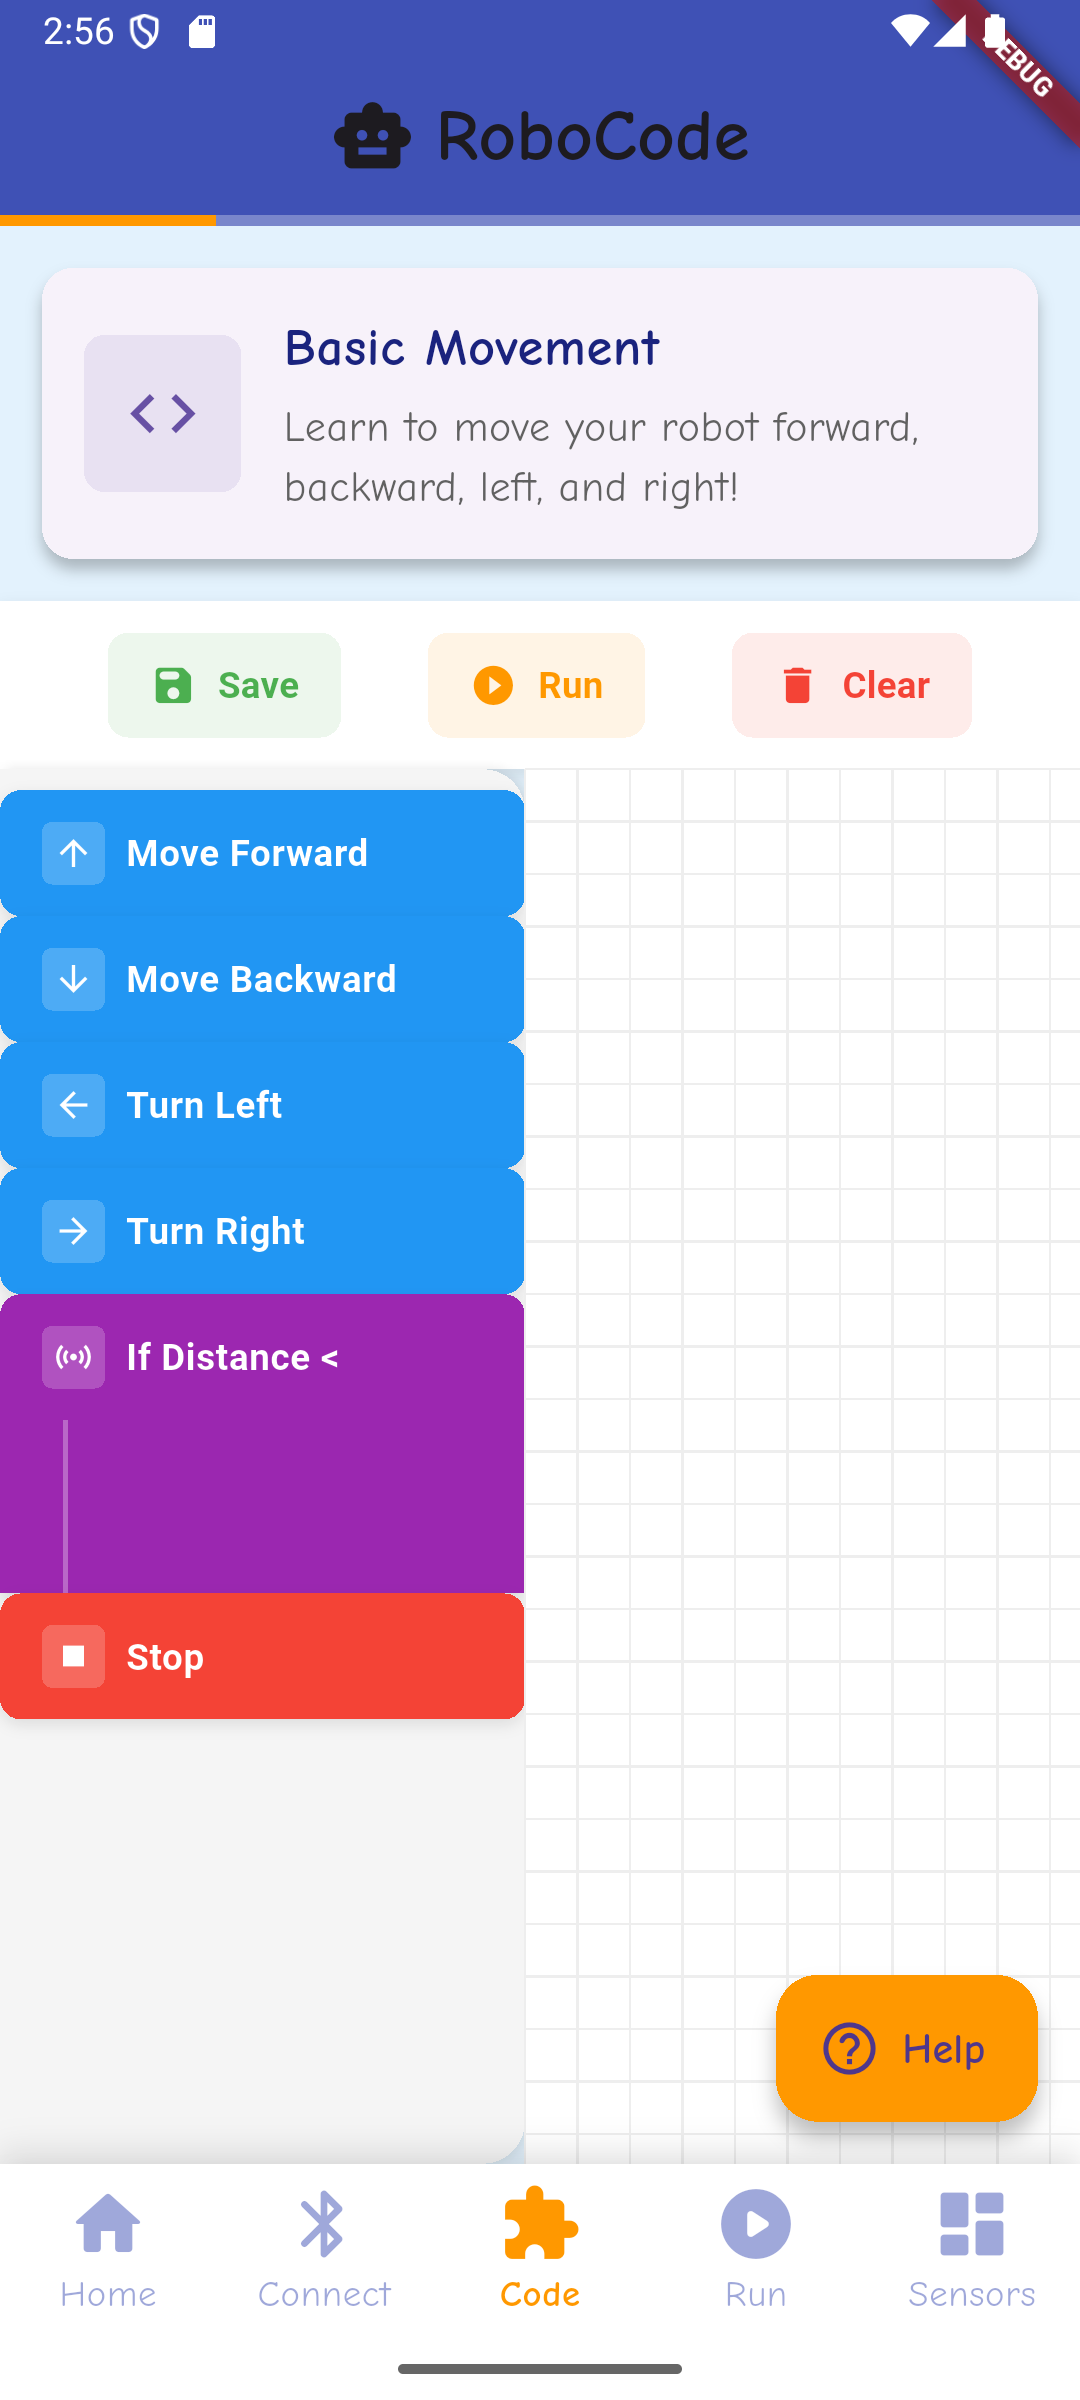 2:56
EBUG
RoboCode
Basic Movement
Learn to move your robot forward,
backward, left, and right!
Save
Run
Clear
Move Forward
Move Backward
Turn Left
Turn Right
If Distance <
Stop
Help
Home
Connect
Code
Run
Sensors